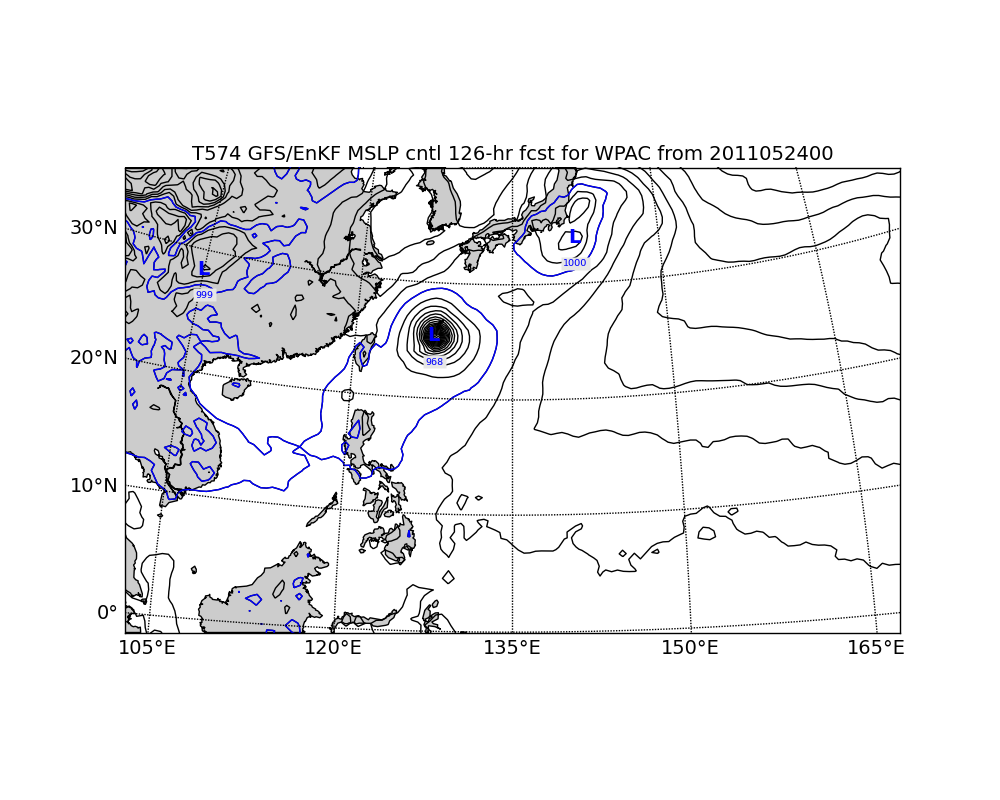 T574 GFS/EnKF MSLP cntl 126-hr fcst for WPAC from 2011052400
30°N
L
1000
L
999
L
968
20°N
10°N
0°
105°E 120°E 135°E 150°E 165°E